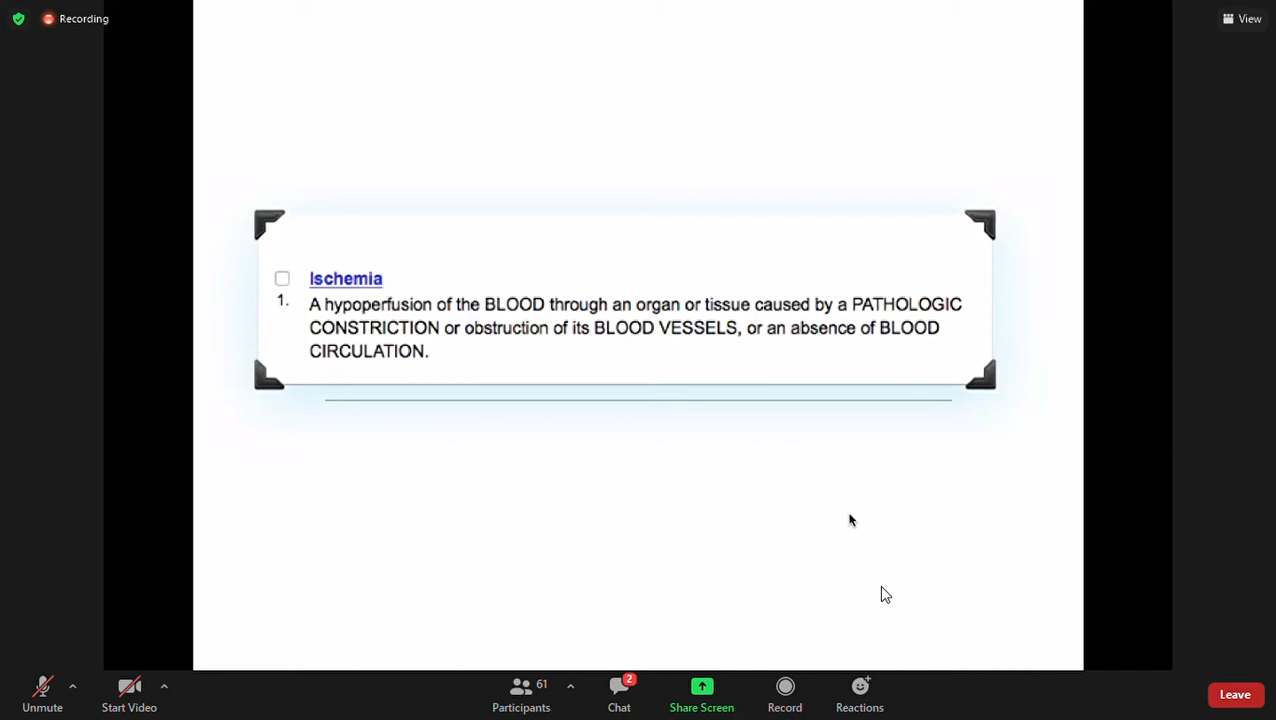 Recording
View
Ischemia
1.
A hypoperfusion of the BLOOD through an organ or tissue caused by a PATHOLOGIC
CONSTRICTION or obstruction of its BLOOD VESSELS, or an absence of BLOOD
CIRCULATION.
61
2
Unmute
Start Video
Participants
Chat
Share Screen
Record
Reactions
Leave